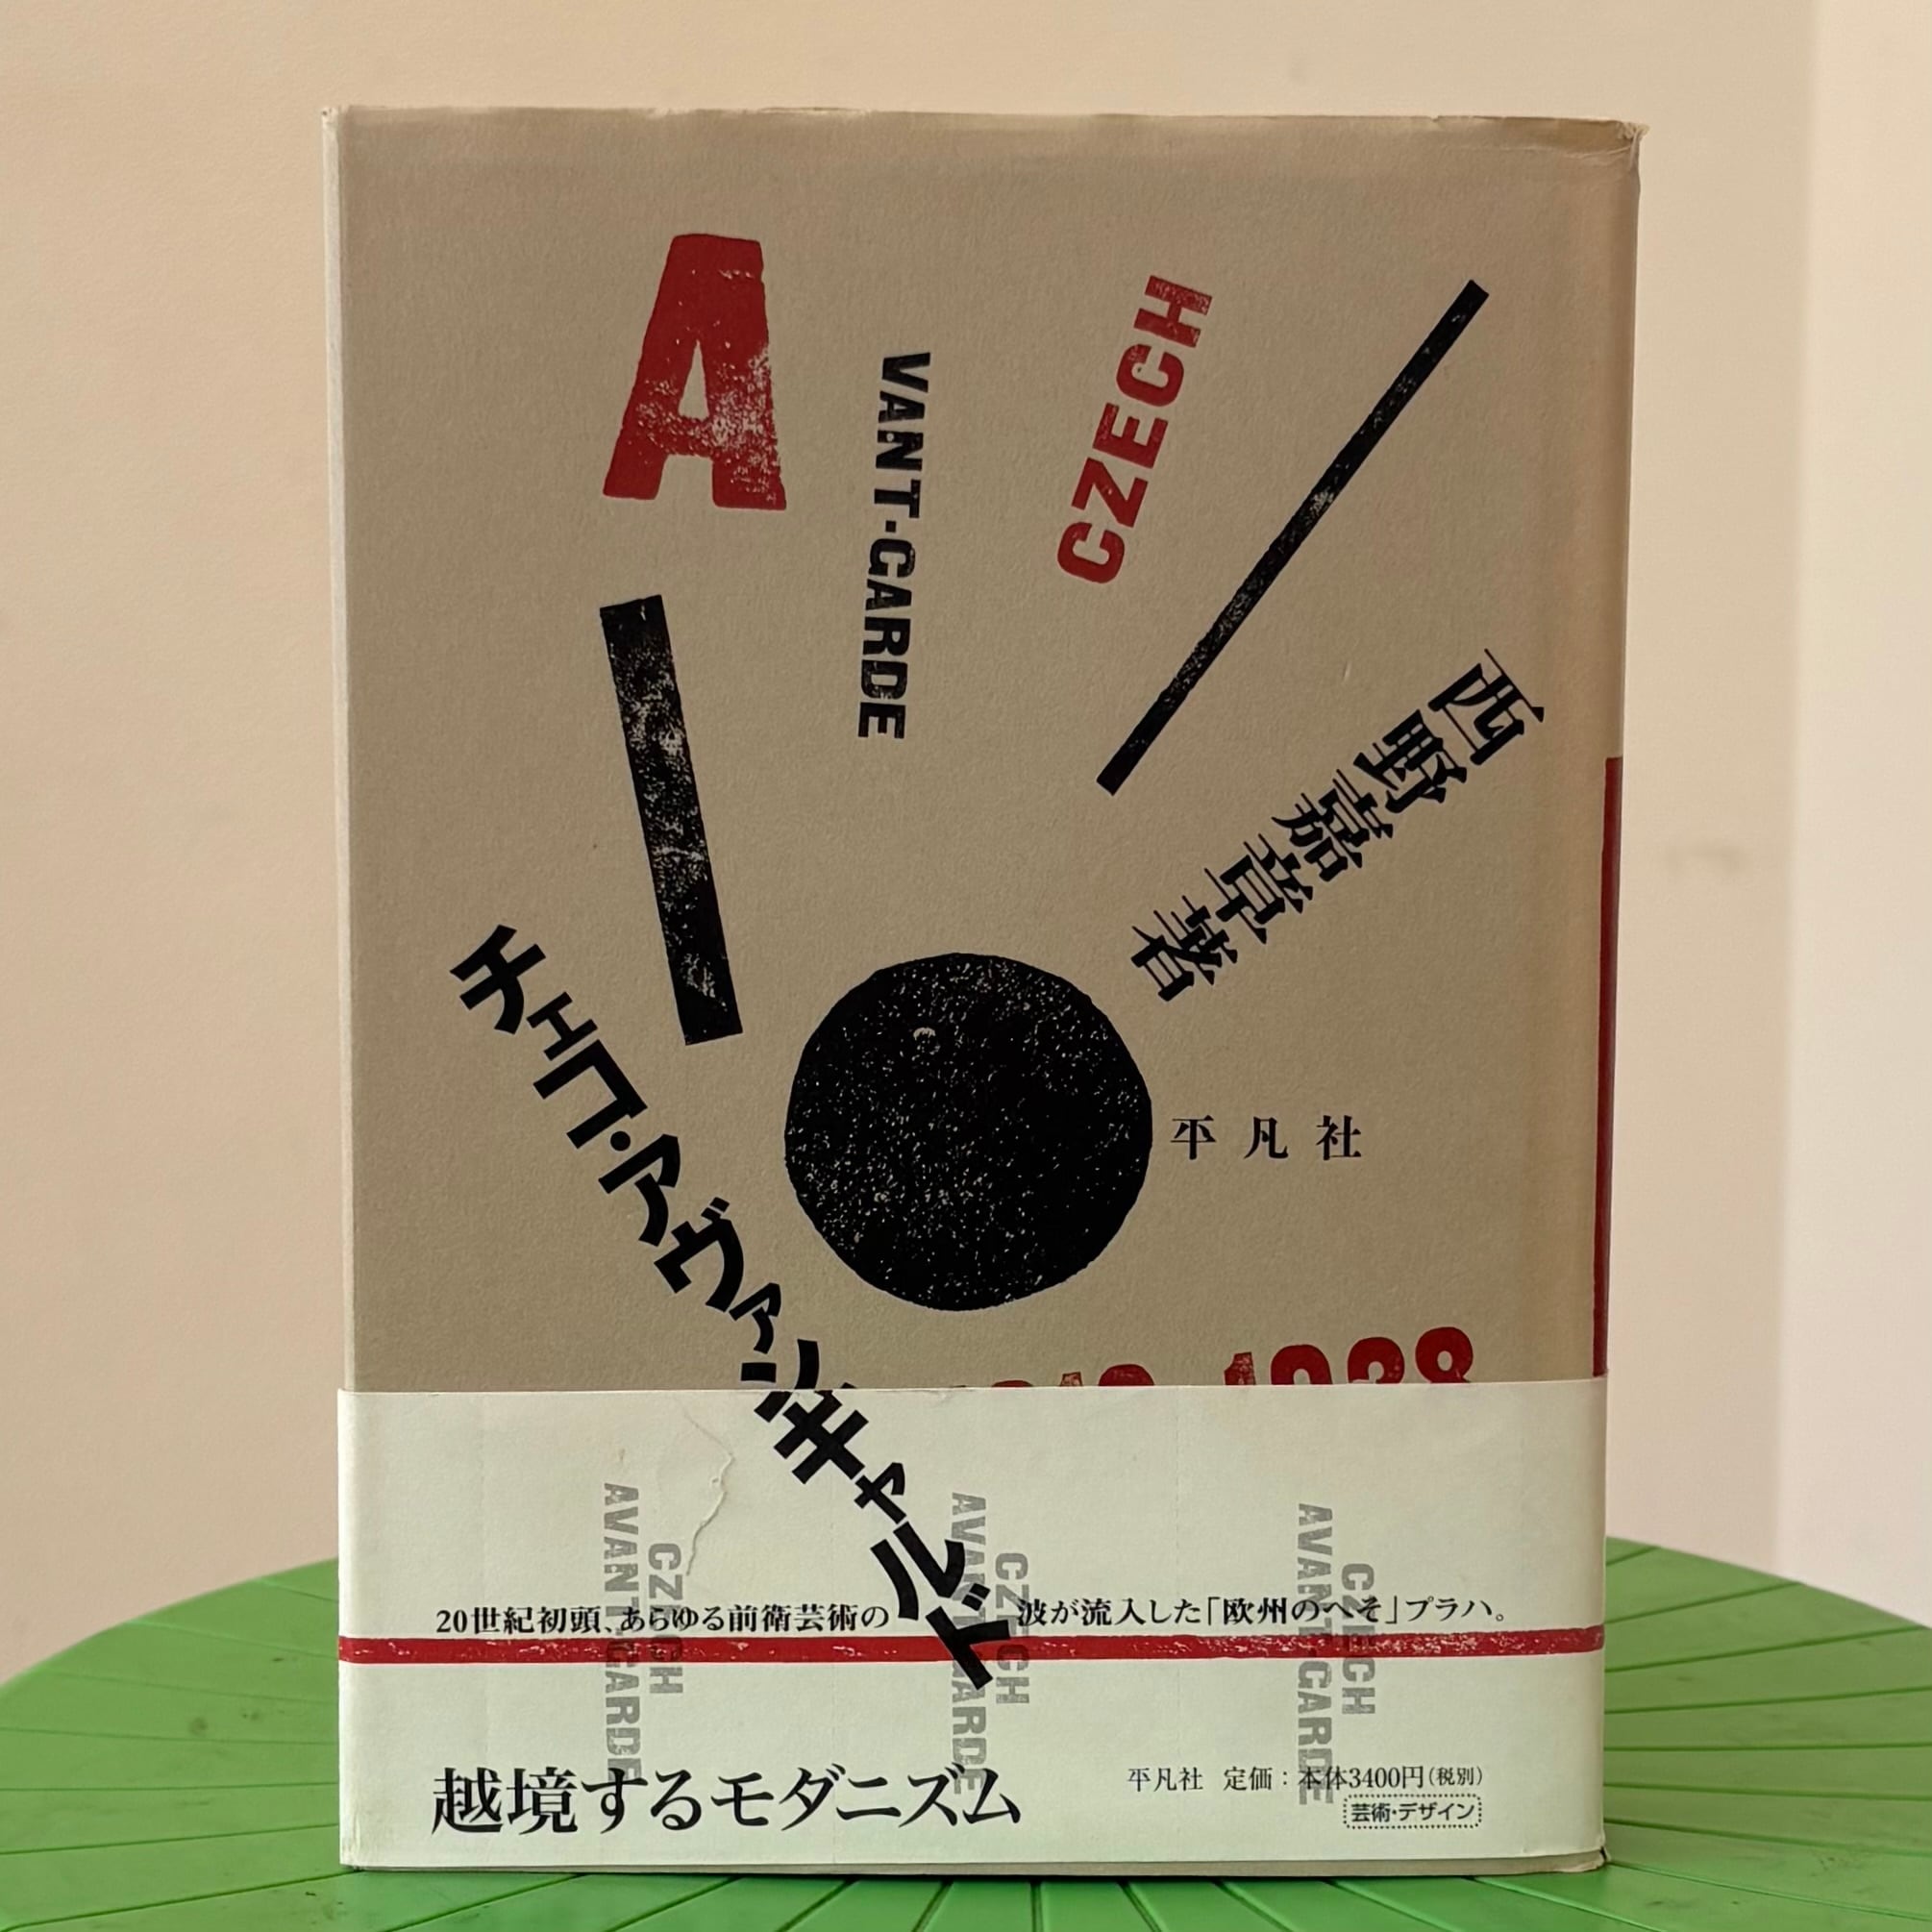 A
VANT-GARDE
CZECH
西野嘉章著
チェコ・アヴァンギャルド
平凡社
1938
CZECH
AVANT-GARDE
CZECH
AVANT-GARDE
CZECH
AVANT-GARDE
20世紀初頭、あらゆる前衛芸術の波が流入した「欧州のへそ」プラハ。
越境するモダニズム
平凡社 定価：本体3400円（税別）
芸術・デザイン